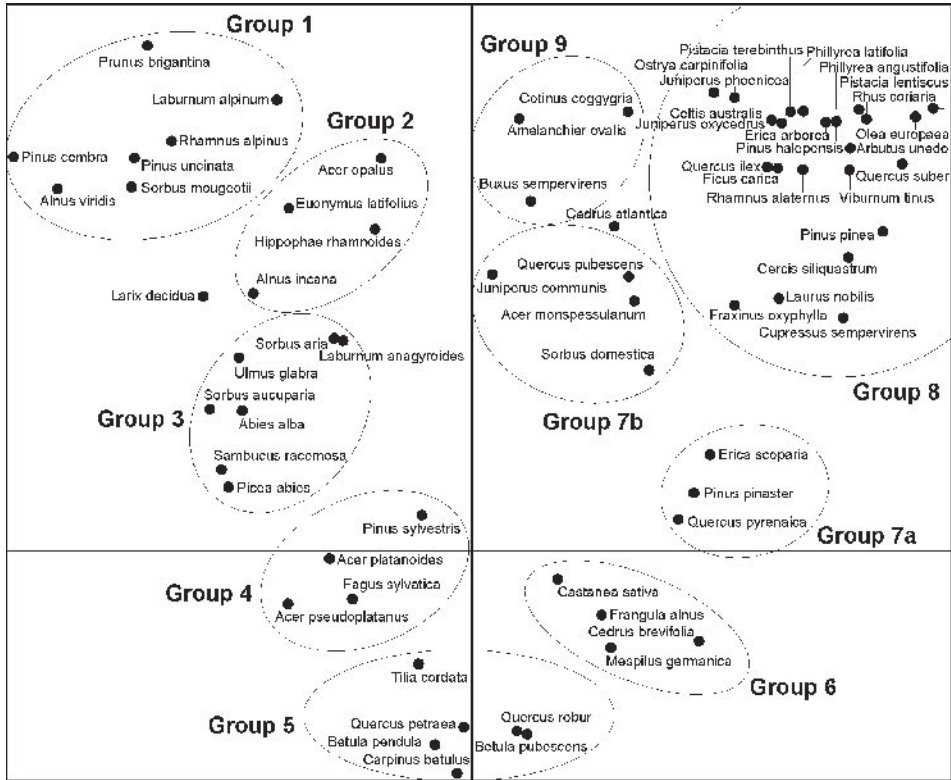 Group 1
Prunus brigantina
Laburnum alpinum
Rhamnus alpinus
Pinus cembra
Pinus uncinata
Alnus viridis
Sorbus mougeotii
Group 2
Acer opalus
Euonymus latifolius
Hippophae rhamnoides
Alnus incana
Larix decidua
Sorbus aria
Laburnum anagyroides
Ulmus glabra
Sorbus aucuparia
Group 3
Abies alba
Sambucus racemosa
Picea abies
Pinus sylvestris
Acer platanoides
Fagus sylvatica
Group 4
Acer pseudoplatanus
Tilia cordata
Group 5
Quercus petraea
Betula pendula
Carpinus betulus
Quercus robur
Betula pubescens
Group 9
Cotinus coggygria
Amelanchier ovalis
Buxus sempervirens
Cedrus atlantica
Quercus pubescens
Juniperus communis
Acer monspessulanum
Sorbus domestica
Group 7b
Pistacia terebinthus
Phillyrea latifolia
Ostrya carpinifolia
Phillyrea angustifolia
Juniperus phoenicea
Pistacia lentiscus
Celtis australis
Rhus coriaria
Juniperus oxycedrus
Erica arborea
Olea europaea
Pinus halepensis
Arbutus unedo
Quercus ilex
Quercus suber
Ficus carica
Rhamnus alaternus
Viburnum tinus
Pinus pinea
Cercis siliquastrum
Laurus nobilis
Fraxinus oxyphylla
Cupressus sempervirens
Group 8
Erica scoparia
Pinus pinaster
Quercus pyrenaica
Group 7a
Castanea sativa
Frangula alnus
Cedrus brevifolia
Mespilus germanica
Group 6